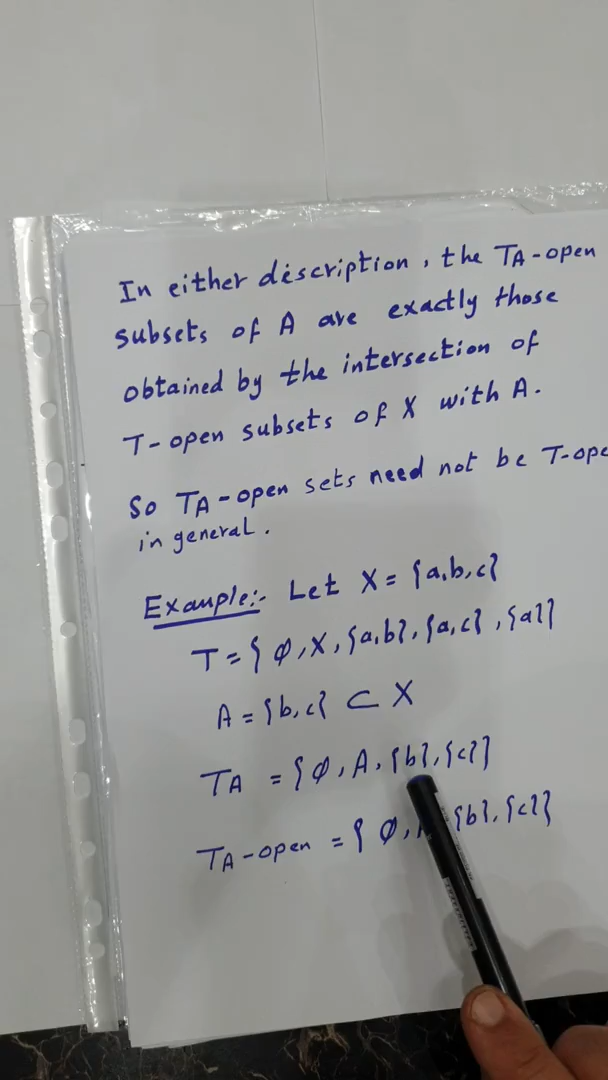 In either discription, the TA-open
subsets of A are exactly those
obtained by the intersection of
T-open subsets of X with A.
So TA-open sets need not be T-ope
in general.
Example:- Let X = {a,b,c}
T = { Ø, X, {a,b}, {a,c}, {a}}
A = {b,c} ⊂ X
TA = { Ø, A, {b}, {c}}
TA-open = { Ø, {b}, {c}}